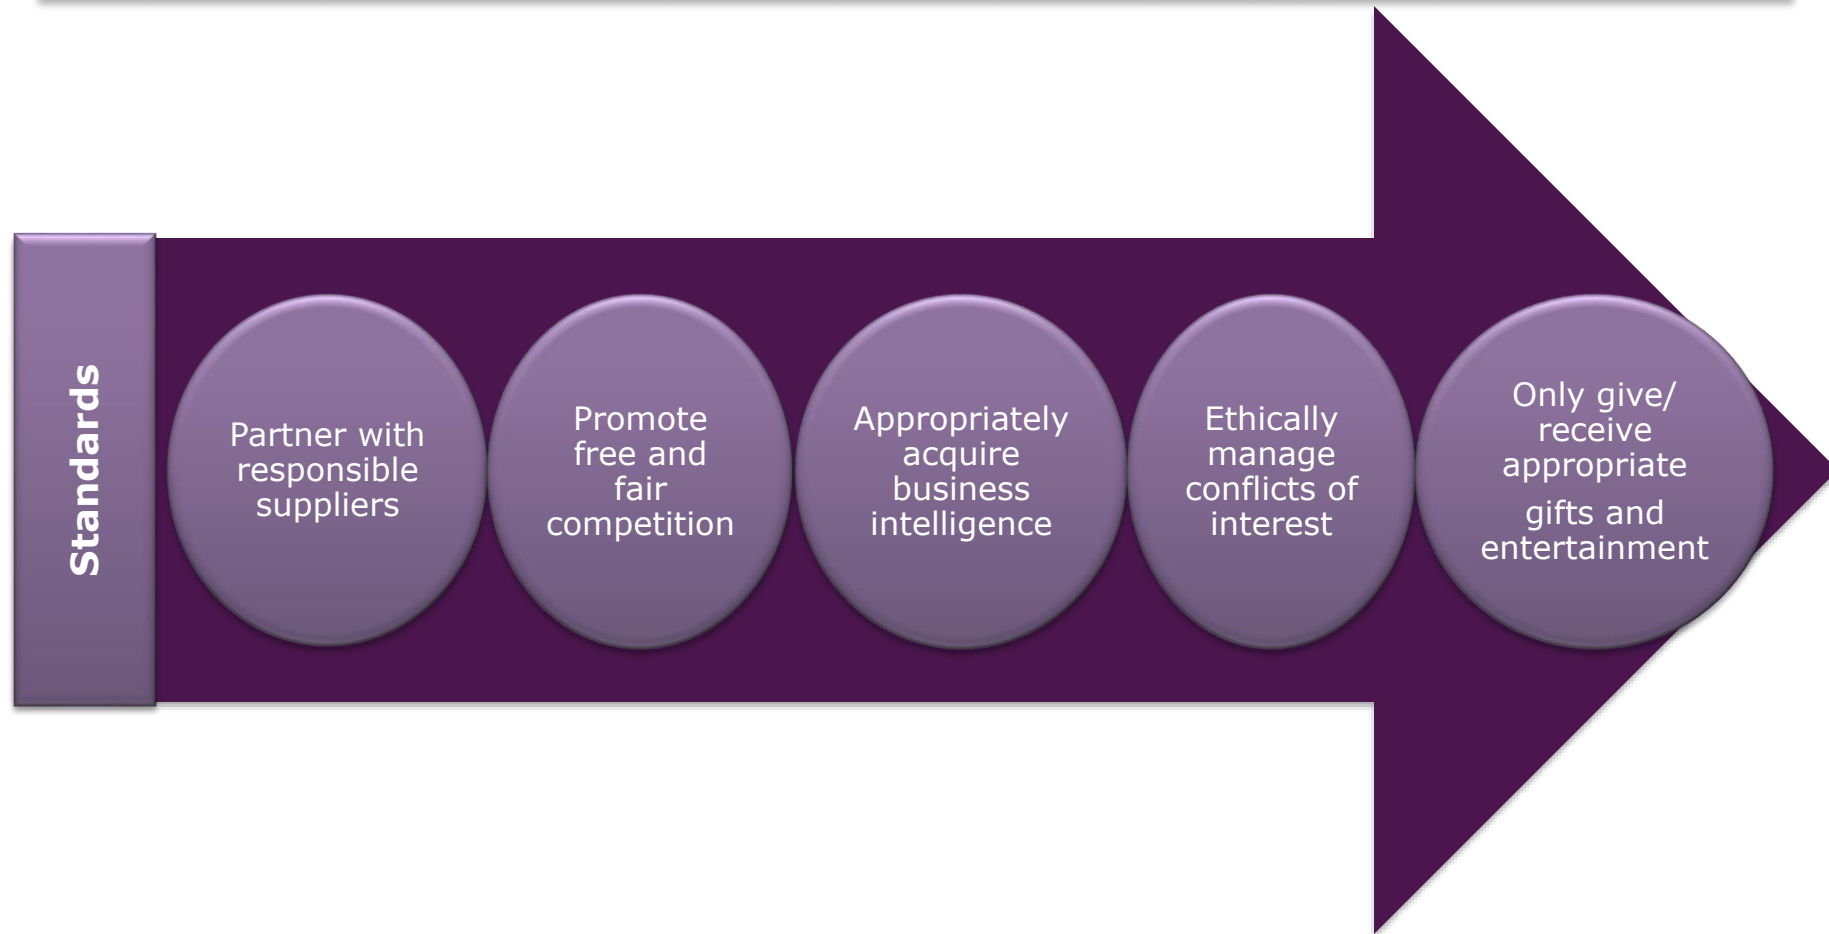 Standards
Partner with
responsible
suppliers
Promote
free and
fair
competition
Appropriately
acquire
business
intelligence
Ethically
manage
conflicts of
interest
Only give/
receive
appropriate
gifts and
entertainment